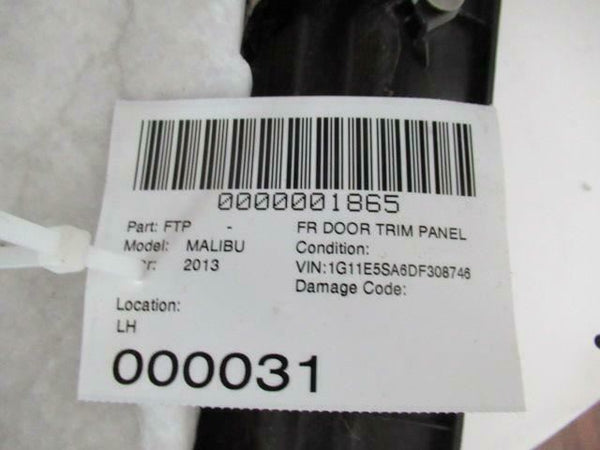 0000001865
Part: FTP - FR DOOR TRIM PANEL
Model: MALIBU Condition:
2013 VIN:1G11E5SA6DF308746
Damage Code:
Location:
LH
000031